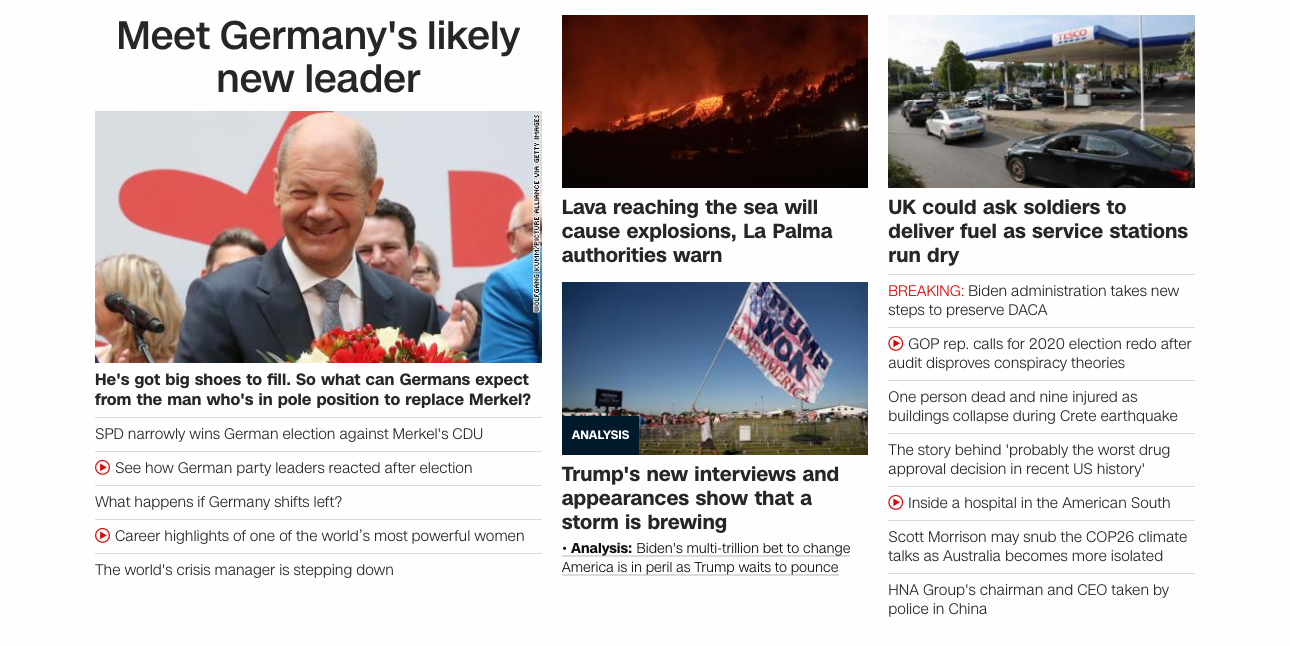 Meet Germany's likely
new leader
WOLFGANG KUMM/PICTURE ALLIANCE VIA GETTY IMAGES
He's got big shoes to fill. So what can Germans expect
from the man who's in pole position to replace Merkel?
SPD narrowly wins German election against Merkel's CDU
See how German party leaders reacted after election
What happens if Germany shifts left?
Career highlights of one of the world's most powerful women
The world's crisis manager is stepping down
Lava reaching the sea will
cause explosions, La Palma
authorities warn
TRUMP
WON
ANALYSIS
Trump's new interviews and
appearances show that a
storm is brewing
• Analysis: Biden's multi-trillion bet to change
America is in peril as Trump waits to pounce
TESCO
UK could ask soldiers to
deliver fuel as service stations
run dry
BREAKING: Biden administration takes new
steps to preserve DACA
GOP rep. calls for 2020 election redo after
audit disproves conspiracy theories
One person dead and nine injured as
buildings collapse during Crete earthquake
The story behind 'probably the worst drug
approval decision in recent US history'
Inside a hospital in the American South
Scott Morrison may snub the COP26 climate
talks as Australia becomes more isolated
HNA Group's chairman and CEO taken by
police in China